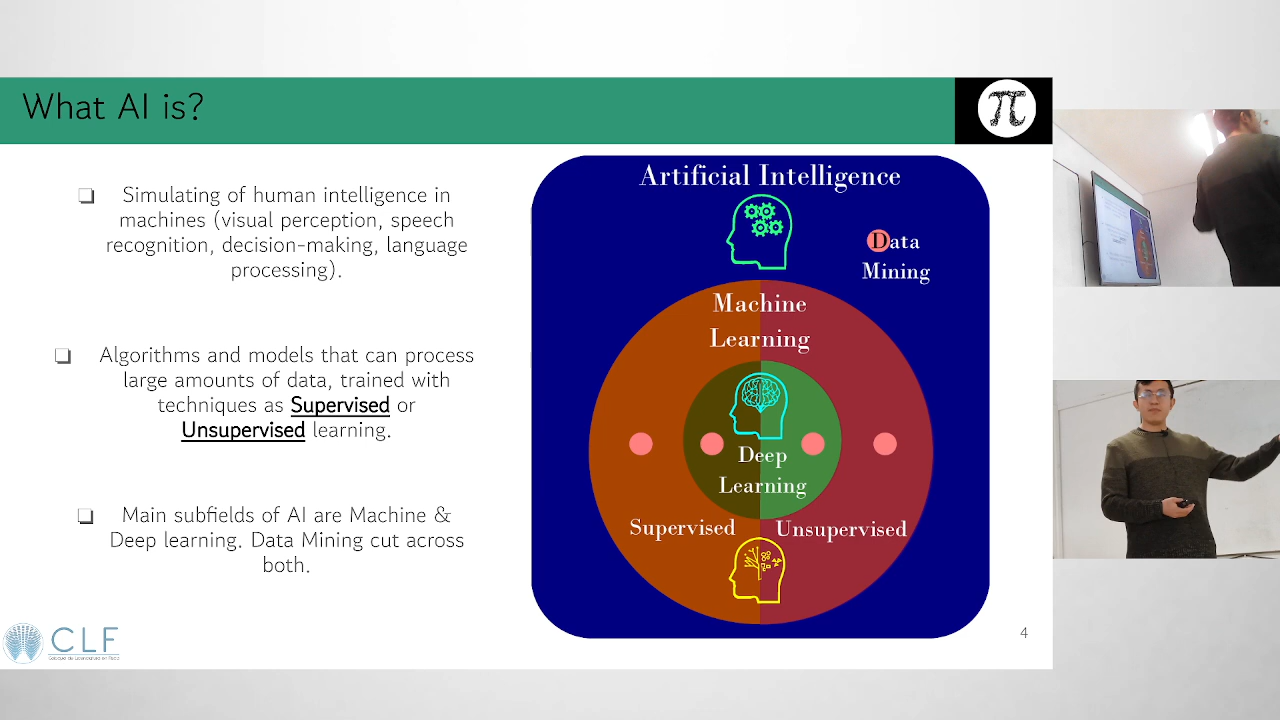 What AI is?
Simulating of human intelligence in
machines (visual perception, speech
recognition, decision-making, language
processing).
Algorithms and models that can process
large amounts of data, trained with
techniques as Supervised or
Unsupervised learning.
Main subfields of AI are Machine &
Deep learning. Data Mining cut across
both.
π
Artificial Intelligence
Data
Mining
Machine
Learning
Deep
Learning
Supervised
Unsupervised
CLF
4